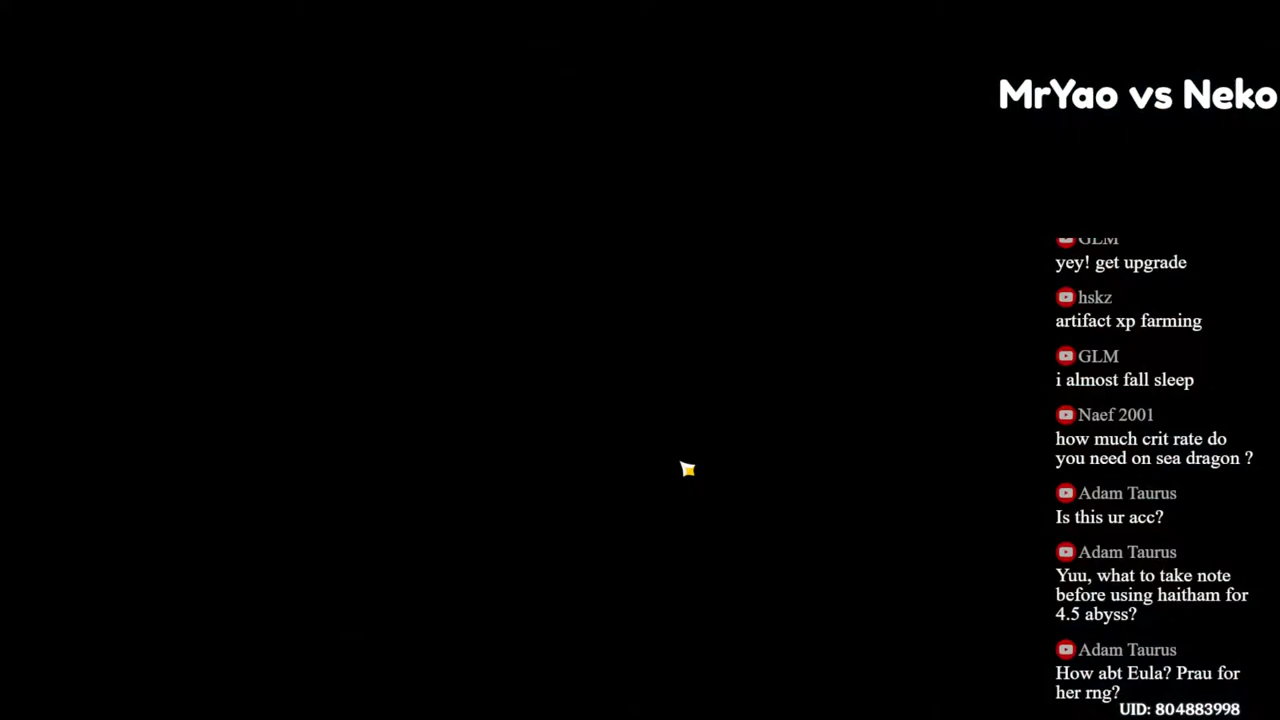 MrYao vs Neko
GLM
yey! get upgrade
hskz
artifact xp farming
GLM
i almost fall sleep
Naef 2001
how much crit rate do
you need on sea dragon ?
Adam Taurus
Is this ur acc?
Adam Taurus
Yuu, what to take note
before using haitham for
4.5 abyss?
Adam Taurus
How abt Eula? Prau for
her rng?
UID: 804883998